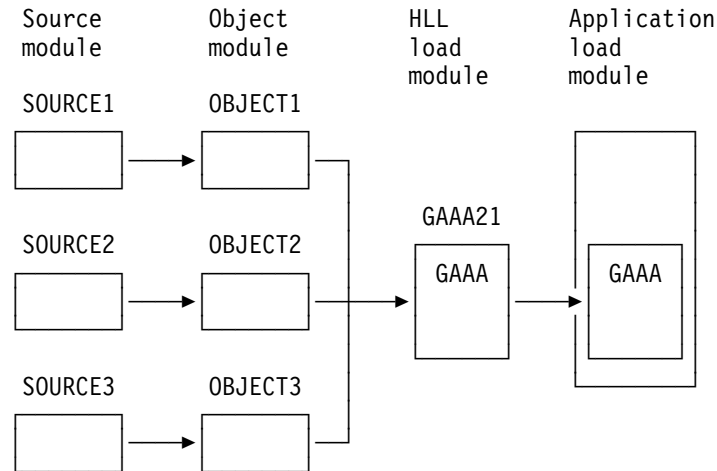 Source module
Object module
HLL load module
Application load module
SOURCE1
OBJECT1
GAAA21
SOURCE2
OBJECT2
GAAA
GAAA
SOURCE3
OBJECT3